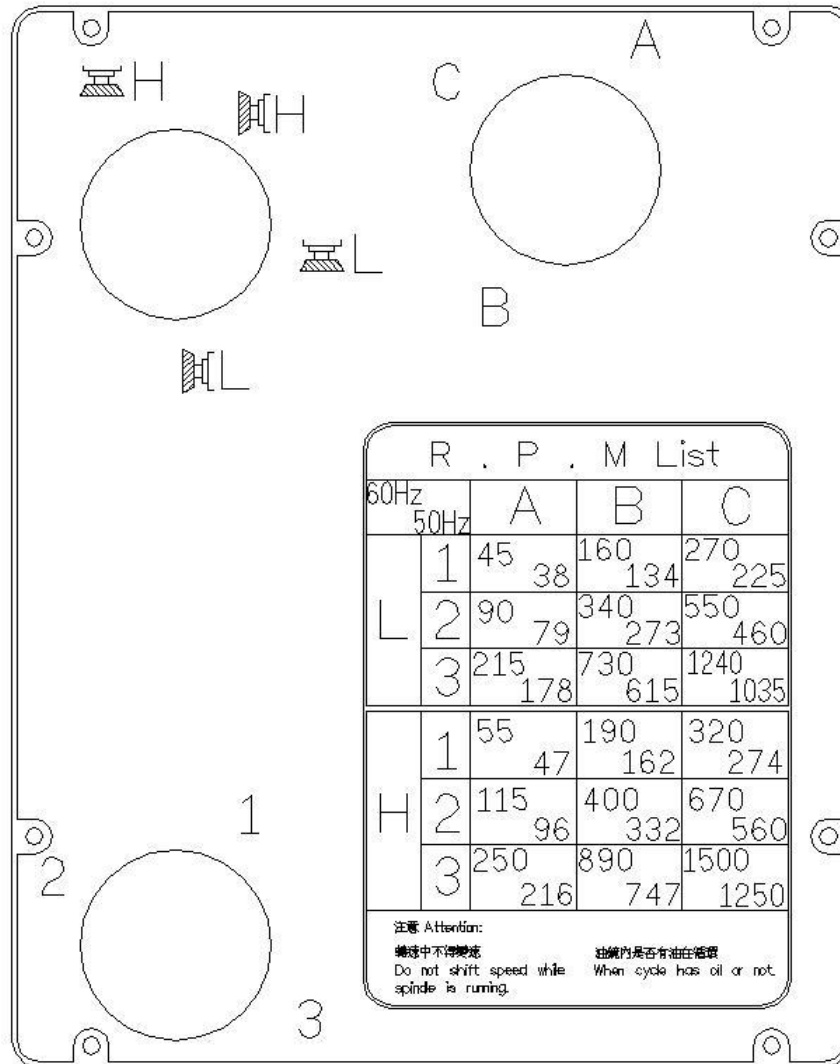 H
H
L
L
A
C
B
R . P . M List
60Hz 50Hz A B C
L
1 45 38 160 134 270 225
2 90 79 340 273 550 460
3 215 178 730 615 1240 1035
H
1 55 47 190 162 320 274
2 115 96 400 332 670 560
3 250 216 890 747 1500 1250
注意 Attention:
轉速中不得變速
Do not shift speed while
spindle is running.
油鏡內是否有油在循環
When cycle has oil or not.
1
2
3